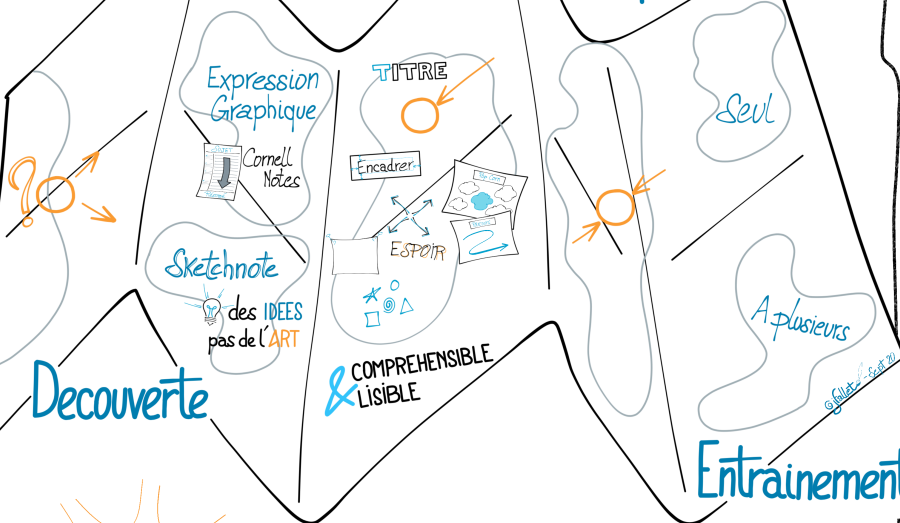 ?
Expression
Graphique
Cornell
Notes
Sketchnote
des IDEES
pas de l'ART
Decouverte
TITRE
Encadrer
ESPOIR
& COMPREHENSIBLE
LISIBLE
Seul
A plusieurs
Entrainement